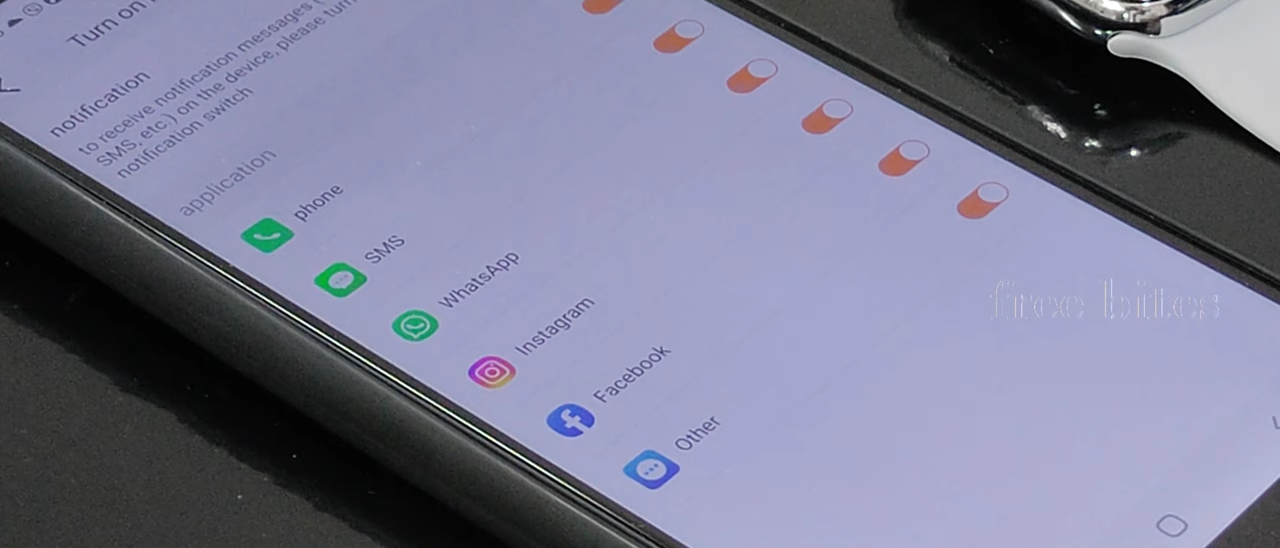 Turn on
notification
to receive notification messages (
SMS, etc.) on the device, please turn
notification switch
application
phone
SMS
WhatsApp
Instagram
Facebook
Other
free bites